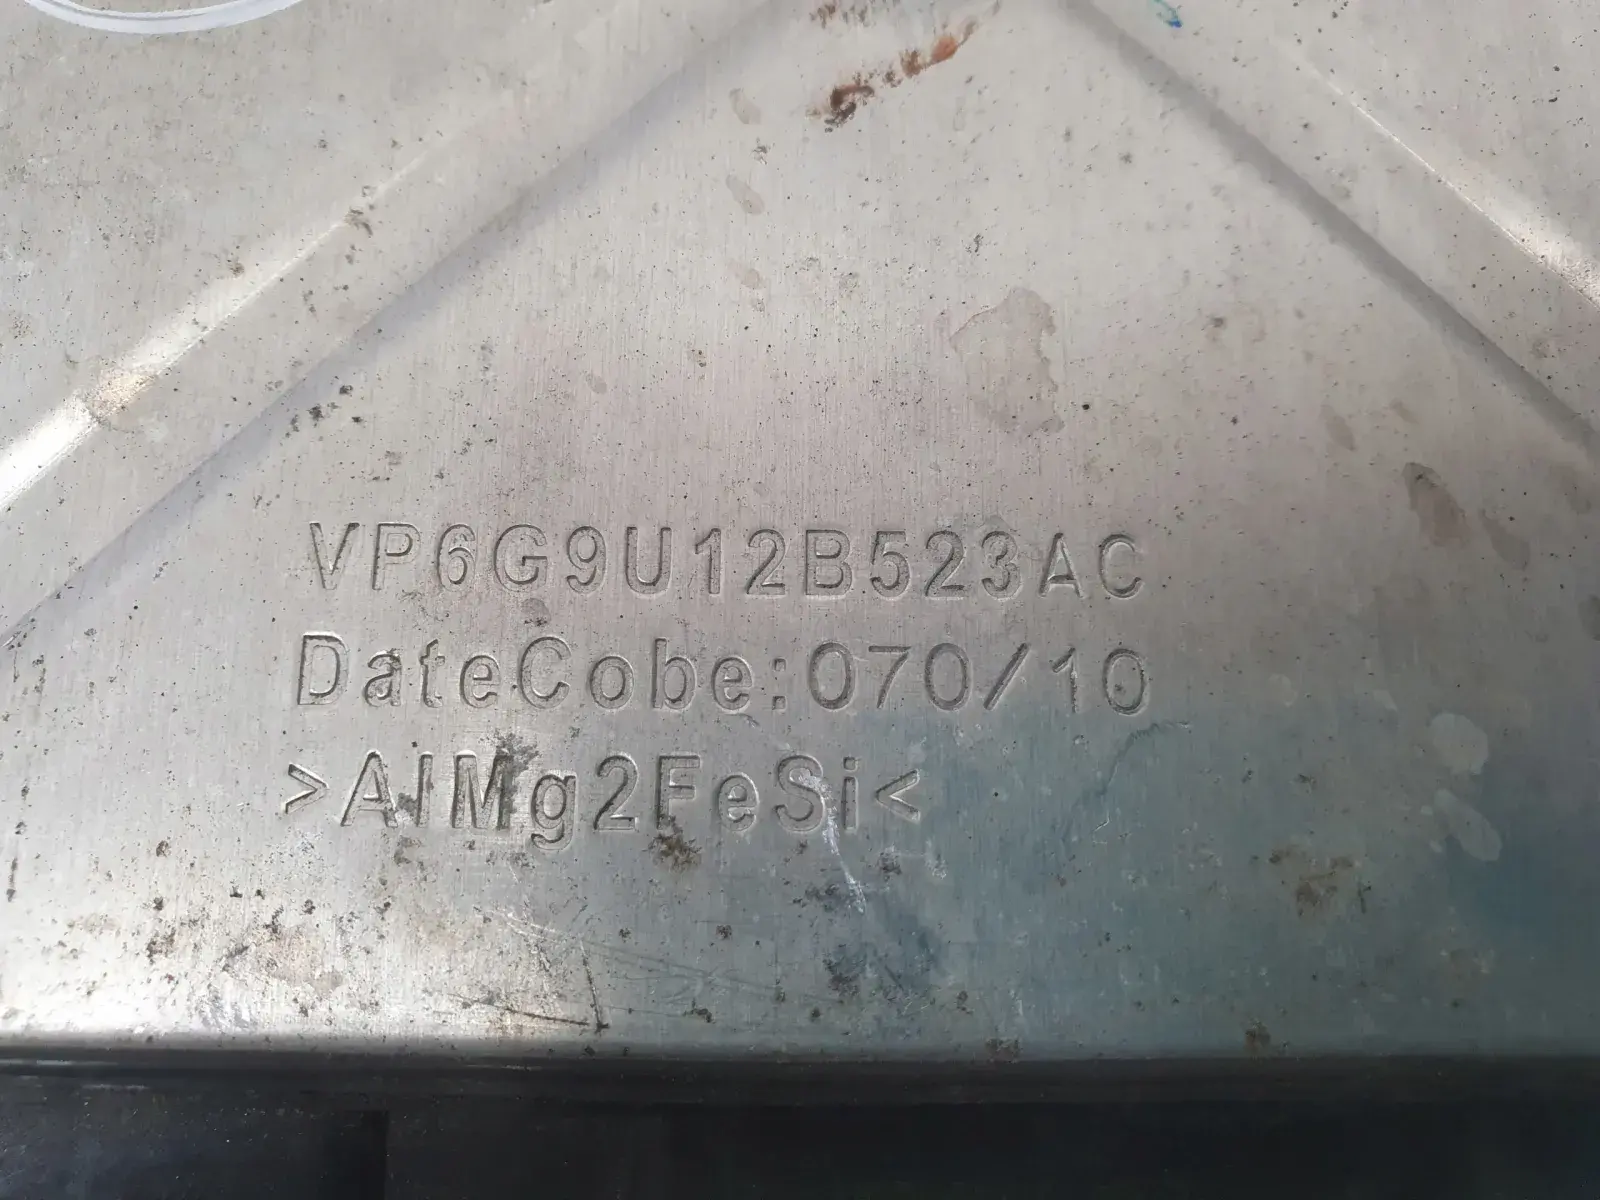 VP6G9U12B523AC
DateCobe:070/10
>AlMg2FeSi<